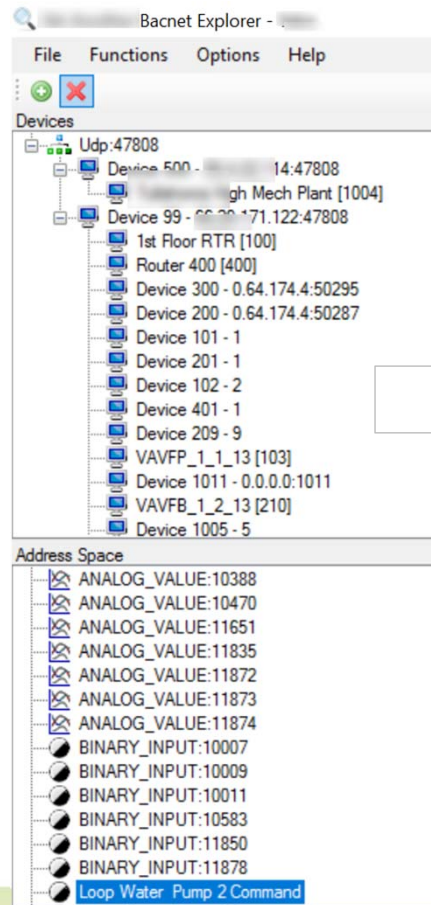 Bacnet Explorer -
File Functions Options Help
Devices
Udp:47808
Device 500 - 14:47808
gh Mech Plant [1004]
Device 99 - 171.122:47808
1st Floor RTR [100]
Router 400 [400]
Device 300 - 0.64.174.4:50295
Device 200 - 0.64.174.4:50287
Device 101 - 1
Device 201 - 1
Device 102 - 2
Device 401 - 1
Device 209 - 9
VAVFP_1_1_13 [103]
Device 1011 - 0.0.0.0:1011
VAVFB_1_2_13 [210]
Device 1005 - 5
Address Space
ANALOG_VALUE:10388
ANALOG_VALUE:10470
ANALOG_VALUE:11651
ANALOG_VALUE:11835
ANALOG_VALUE:11872
ANALOG_VALUE:11873
ANALOG_VALUE:11874
BINARY_INPUT:10007
BINARY_INPUT:10009
BINARY_INPUT:10011
BINARY_INPUT:10583
BINARY_INPUT:11850
BINARY_INPUT:11878
Loop Water Pump 2 Command